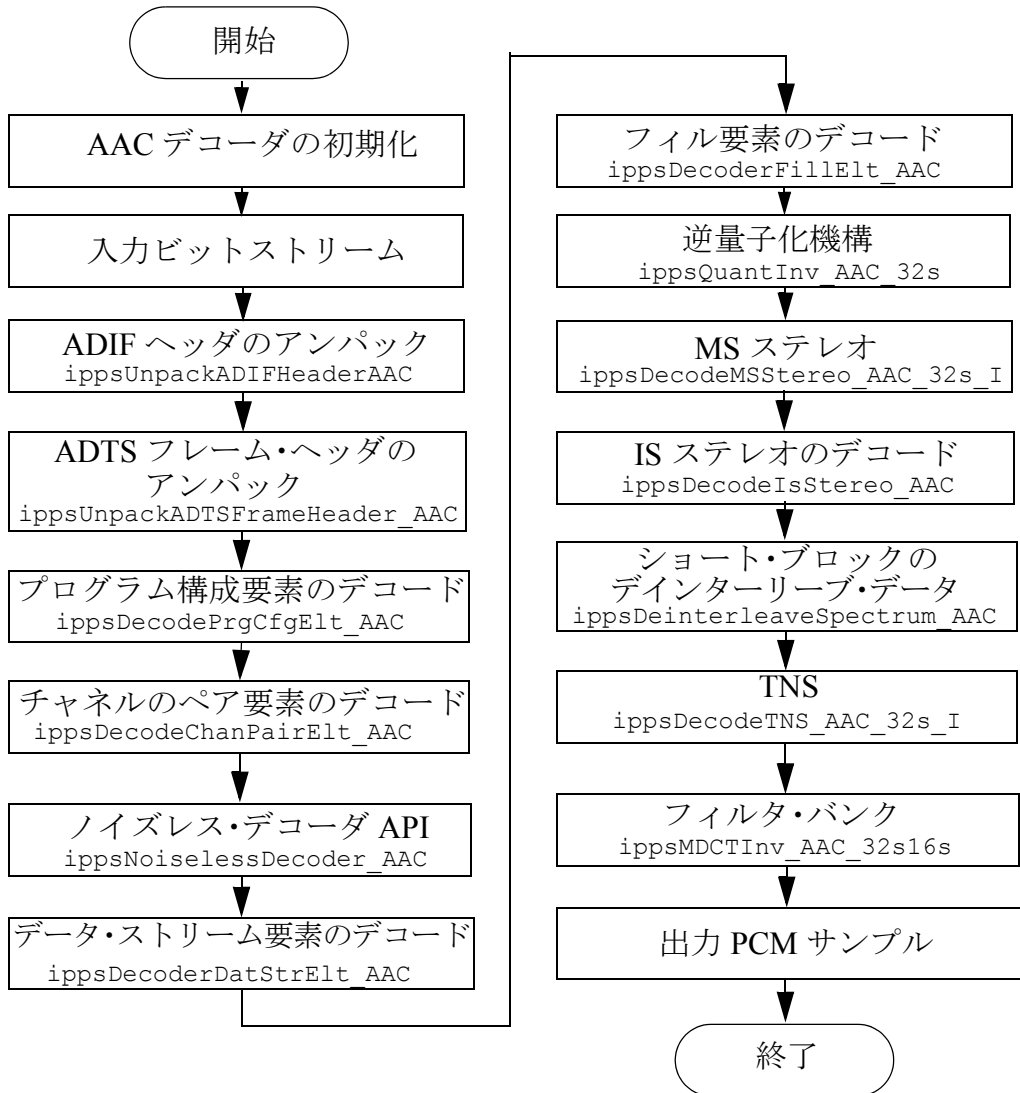 開始
AAC デコーダの初期化
入力ビットストリーム
ADIF ヘッダのアンパック
ippsUnpackADIFHeaderAAC
ADTS フレーム・ヘッダの
アンパック
ippsUnpackADTSFrameHeader_AAC
プログラム構成要素のデコード
ippsDecodePrgCfgElt_AAC
チャネルのペア要素のデコード
ippsDecodeChanPairElt_AAC
ノイズレス・デコーダ API
ippsNoiselessDecoder_AAC
データ・ストリーム要素のデコード
ippsDecoderDatStrElt_AAC
フィル要素のデコード
ippsDecoderFillElt_AAC
逆量子化機構
ippsQuantInv_AAC_32s
MS ステレオ
ippsDecodeMSStereo_AAC_32s_I
IS ステレオのデコード
ippsDecodeIsStereo_AAC
ショート・ブロックの
デインターリーブ・データ
ippsDeinterleaveSpectrum_AAC
TNS
ippsDecodeTNS_AAC_32s_I
フィルタ・バンク
ippsMDCTInv_AAC_32s16s
出力 PCM サンプル
終了